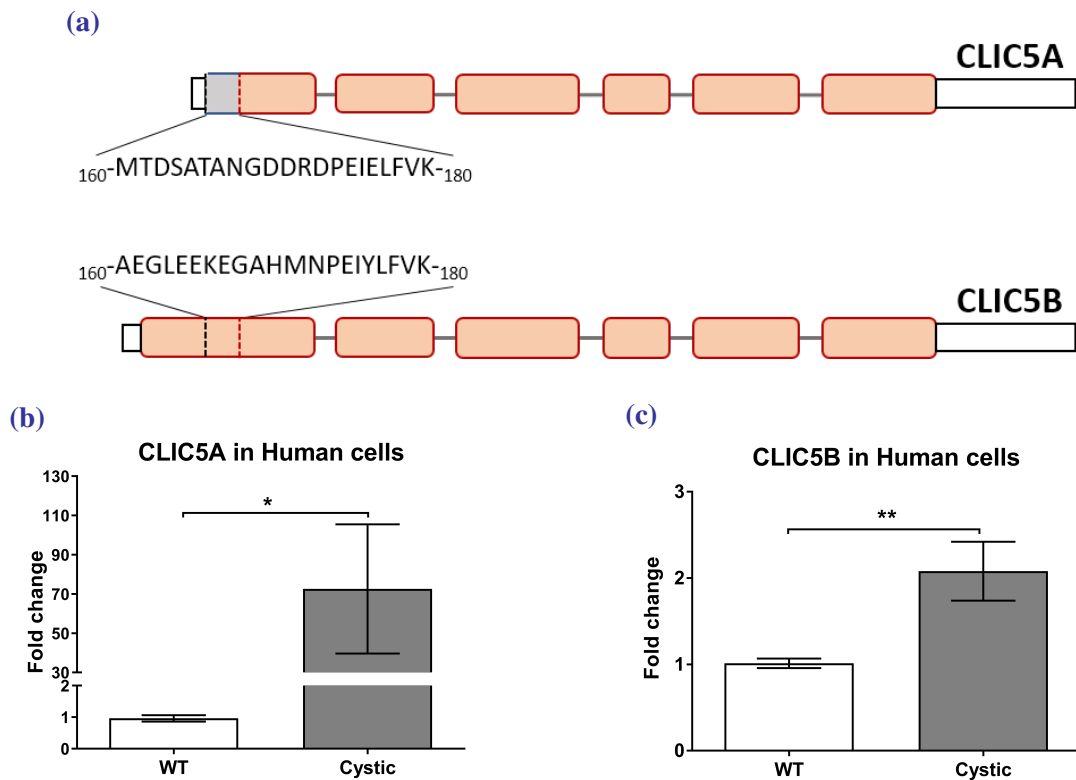 (a)
CLIC5A
160-MTDSATANGDDRDPEIELFVK-180
160-AEGLEEKEGAHMNPEIYLFVK-180
CLIC5B
(b)
CLIC5A in Human cells
130
110
90
70
50
30
2
1
0
Fold change
*
WT
Cystic
(c)
CLIC5B in Human cells
3
2
1
0
Fold change
**
WT
Cystic